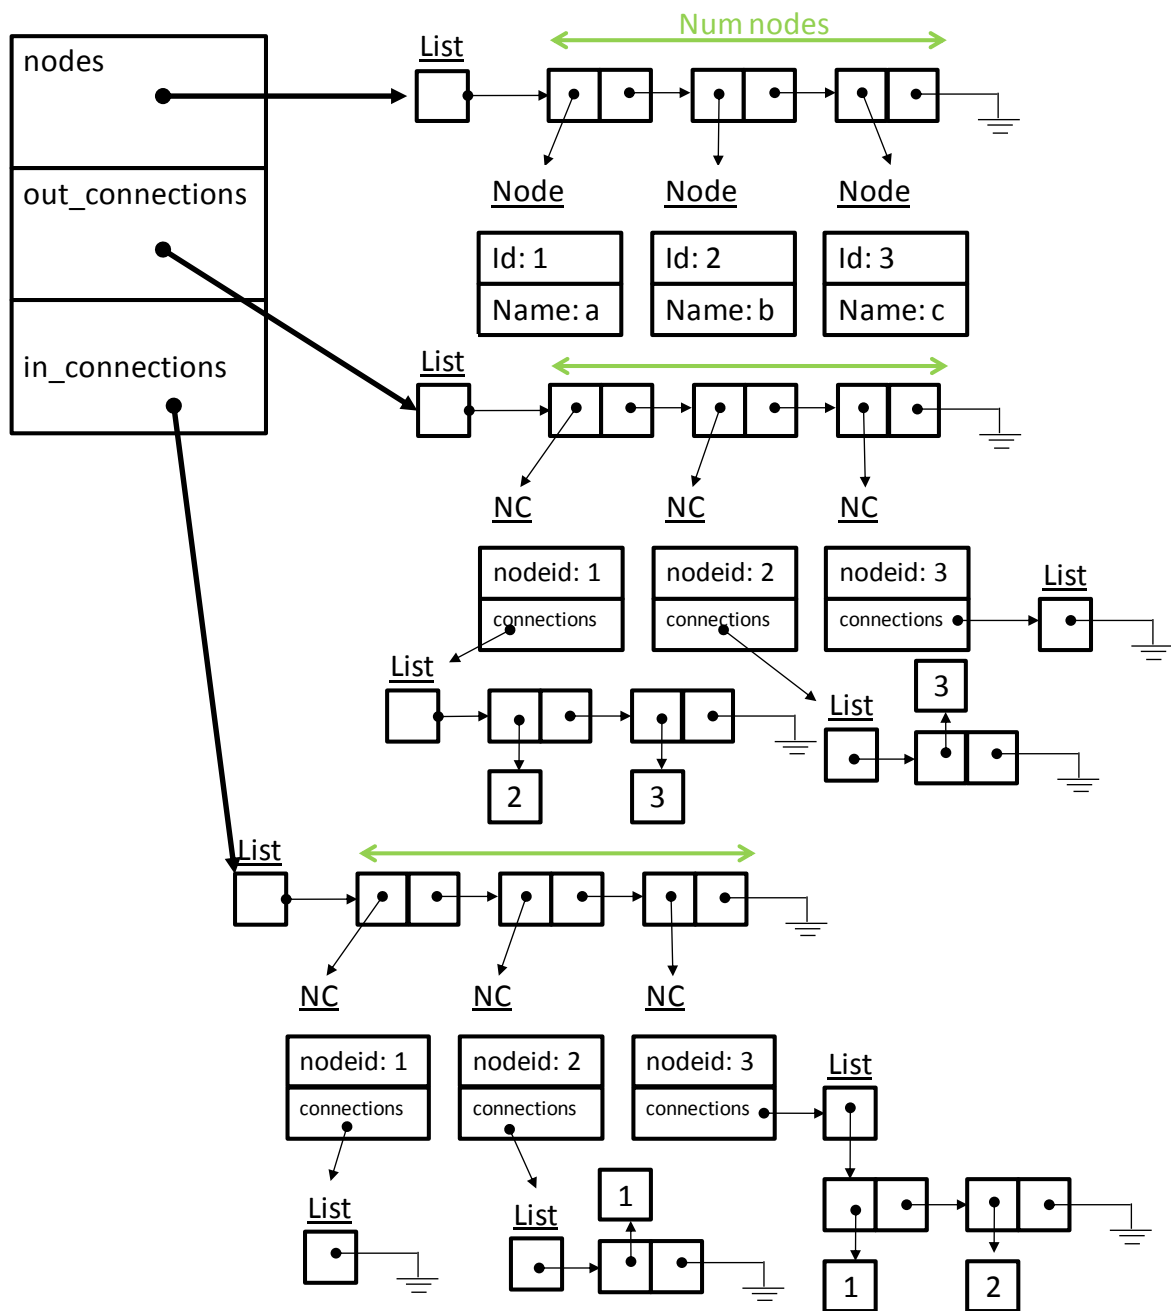 Num nodes
nodes
List
Node
Node
Node
out_connections
Id: 1
Id: 2
Id: 3
Name: a
Name: b
Name: c
in_connections
List
NC
NC
NC
nodeid: 1
nodeid: 2
nodeid: 3
List
connections
connections
connections
List
3
List
2
3
List
NC
NC
NC
nodeid: 1
nodeid: 2
nodeid: 3
List
connections
connections
connections
1
List
List
1
2